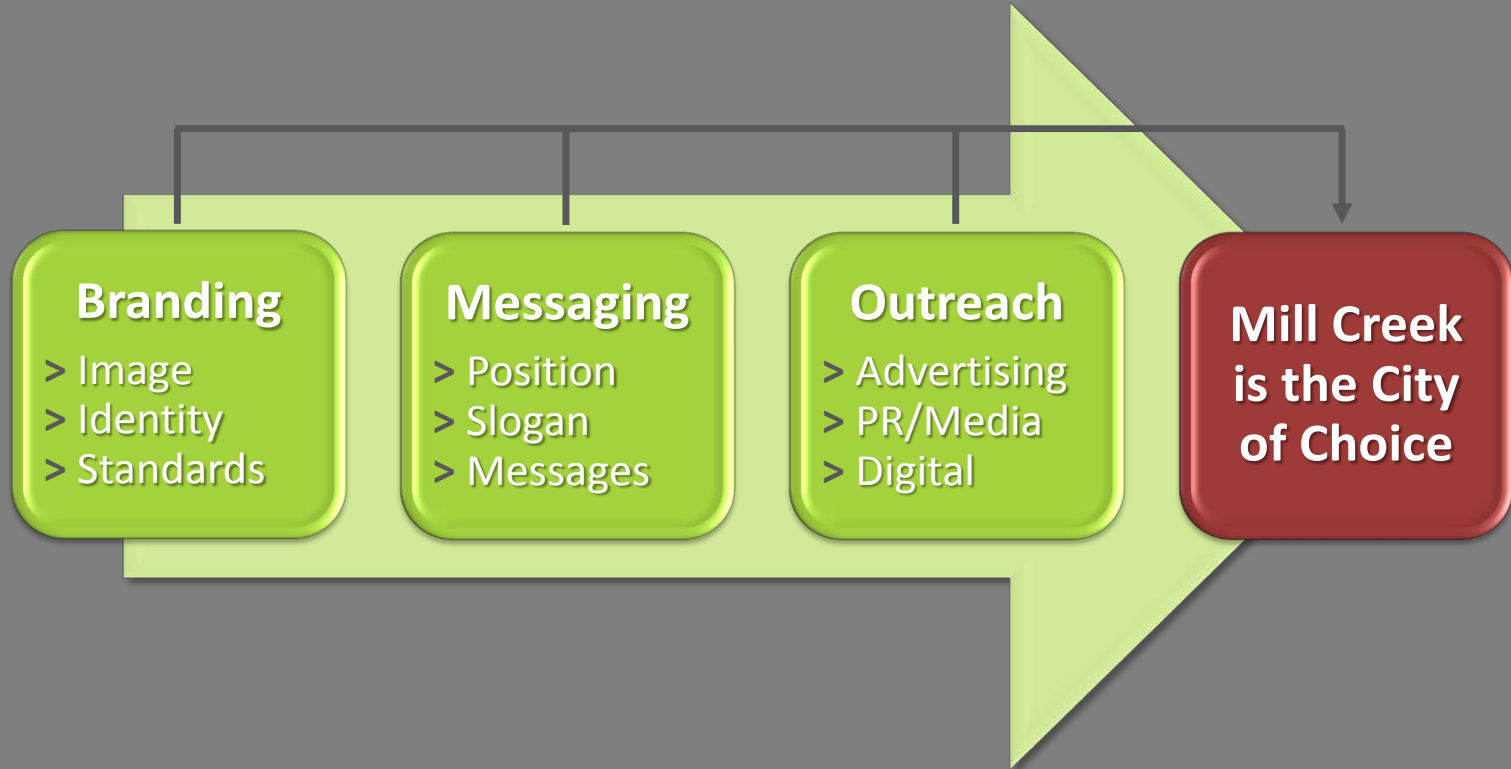 Branding
> Image
> Identity
> Standards
Messaging
> Position
> Slogan
> Messages
Outreach
> Advertising
> PR/Media
> Digital
Mill Creek
is the City
of Choice